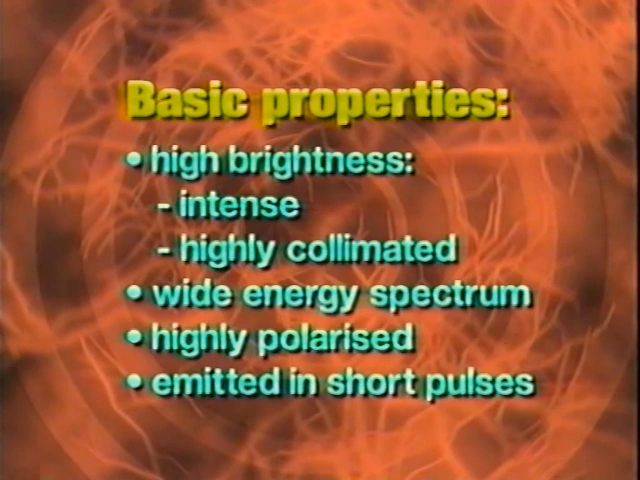 Basic properties:
• high brightness:
- intense
- highly collimated
• wide energy spectrum
• highly polarised
• emitted in short pulses